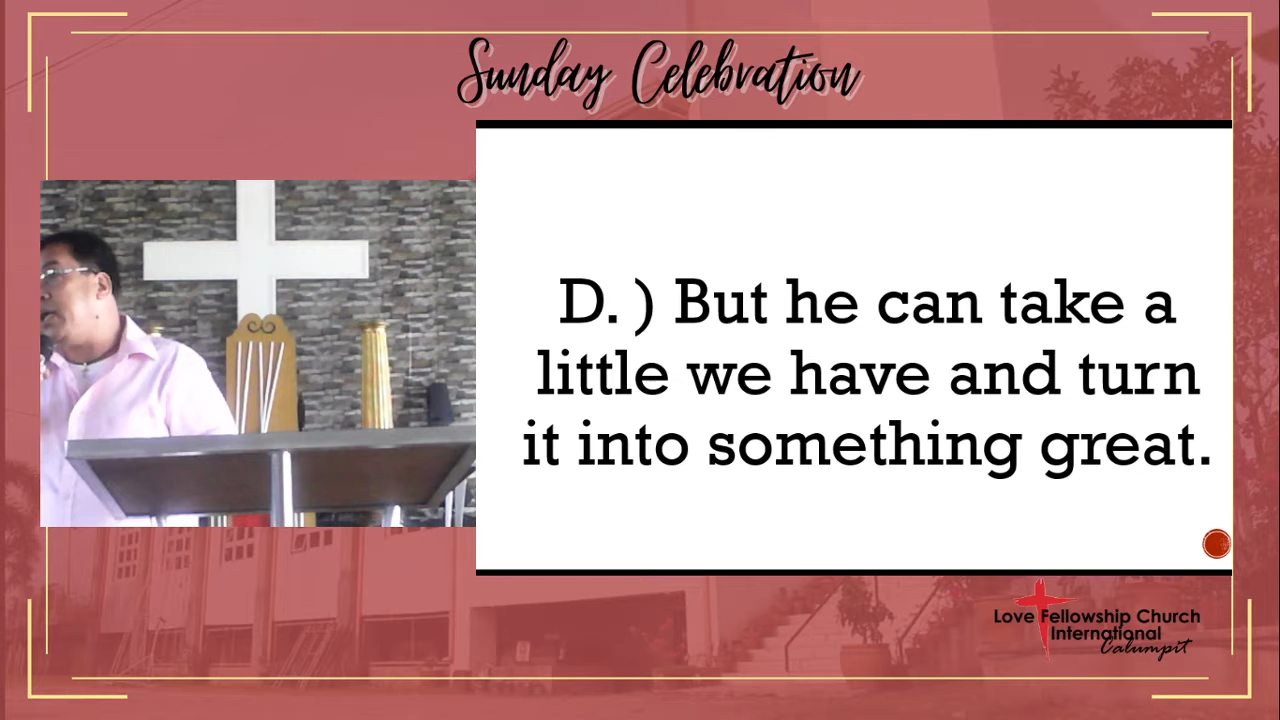 Sunday Celebration
D. ) But he can take a
little we have and turn
it into something great.
Love Fellowship Church
International
Calumpit